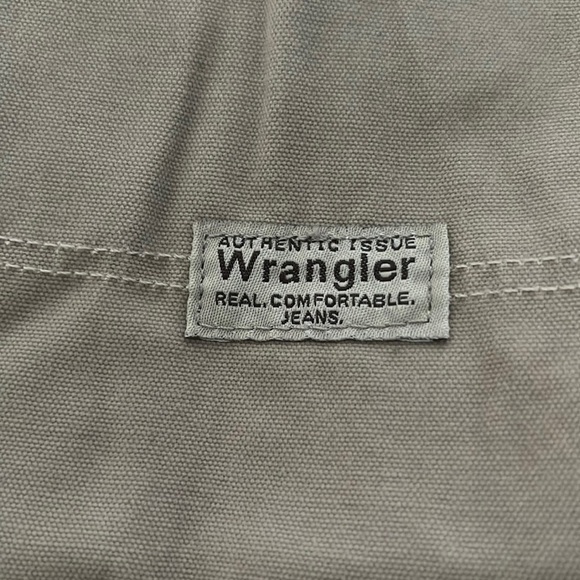 AUTHENTIC ISSUE
Wrangler
REAL. COMFORTABLE.
JEANS.